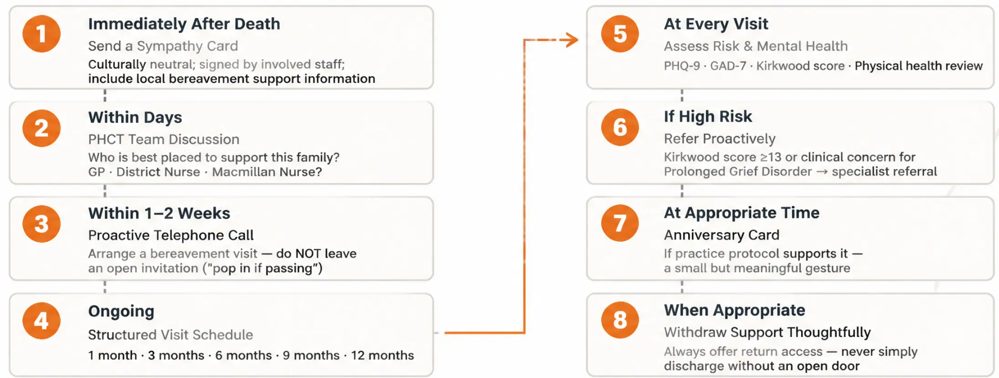 1
Immediately After Death
Send a Sympathy Card
Culturally neutral; signed by involved staff;
include local bereavement support information
2
Within Days
PHCT Team Discussion
Who is best placed to support this family?
GP · District Nurse · Macmillan Nurse?
3
Within 1–2 Weeks
Proactive Telephone Call
Arrange a bereavement visit — do NOT leave
an open invitation ("pop in if passing")
4
Ongoing
Structured Visit Schedule
1 month · 3 months · 6 months · 9 months · 12 months
5
At Every Visit
Assess Risk & Mental Health
PHQ-9 · GAD-7 · Kirkwood score · Physical health review
6
If High Risk
Refer Proactively
Kirkwood score ≥13 or clinical concern for
Prolonged Grief Disorder → specialist referral
7
At Appropriate Time
Anniversary Card
If practice protocol supports it —
a small but meaningful gesture
8
When Appropriate
Withdraw Support Thoughtfully
Always offer return access — never simply
discharge without an open door